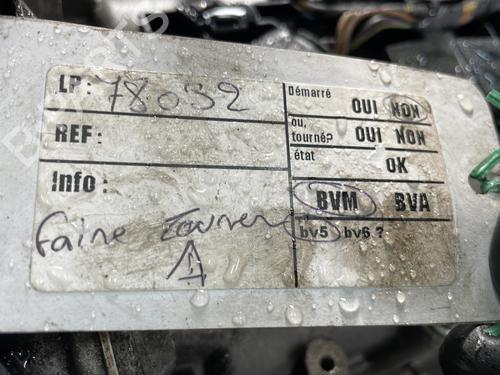 LP: 78032
Démarré
OUI NON
REF:
ou, tourné? OUI NON
état
OK
Info:
BVM BVA
faire Tourner
bv5 bv6 ?